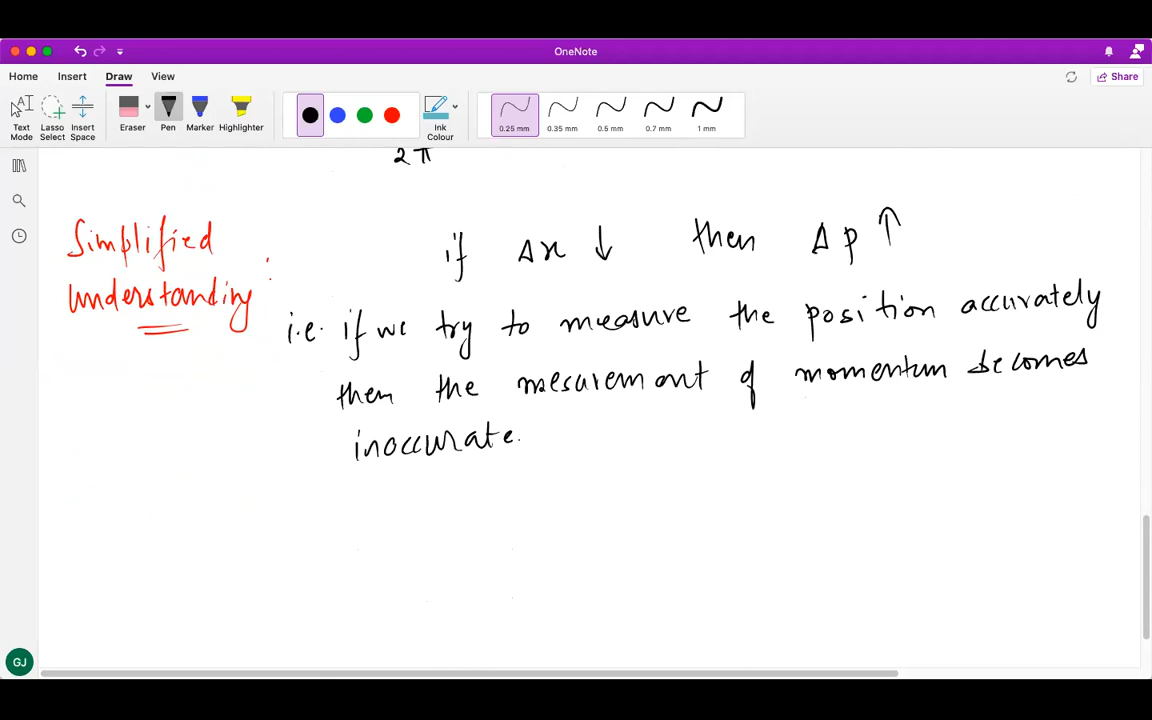 OneNote
Home Insert Draw View
Share
Text Mode
Lasso Select
Insert Space
Eraser
Pen
Marker
Highlighter
Ink Colour
0.25 mm
0.35 mm
0.5 mm
0.7 mm
1 mm
2π
Simplified understanding :
if Δx ↓ then Δp ↑
i.e. if we try to measure the position accurately
then the mesurement of momentum becomes
inaccurate.
GJ